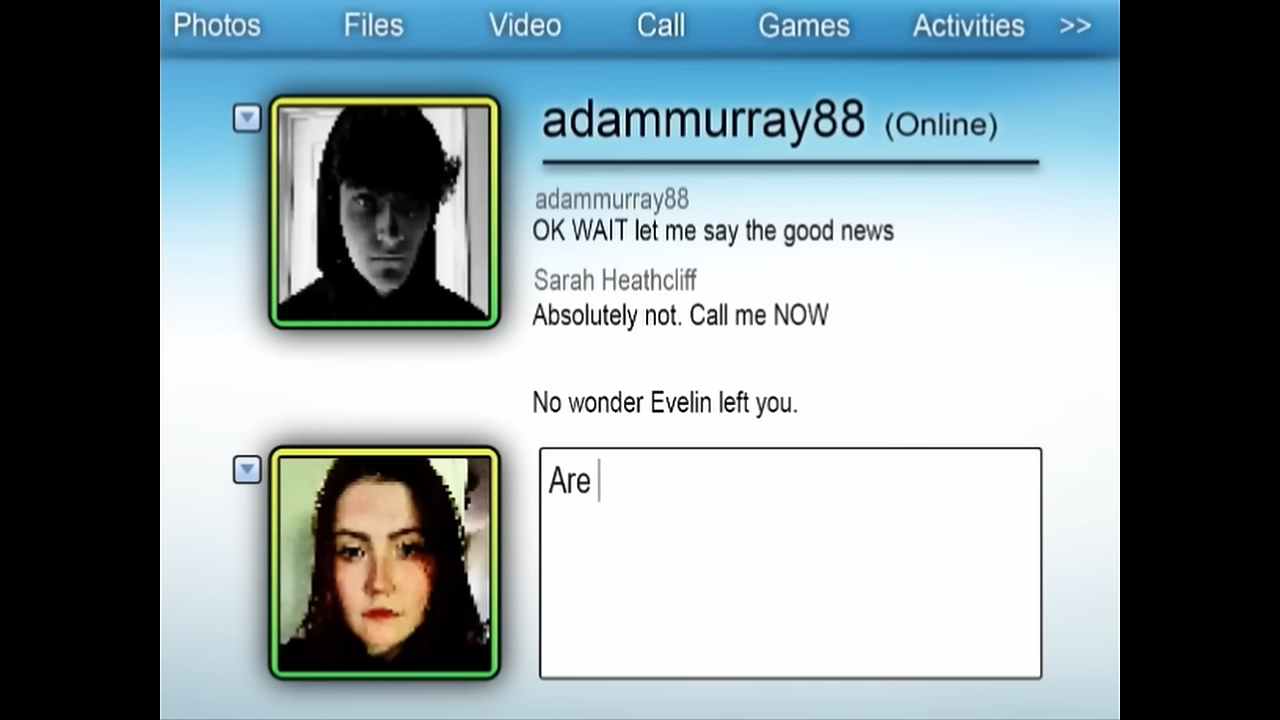 Photos Files Video Call Games Activities >>
adammurray88 (Online)
adammurray88
OK WAIT let me say the good news
Sarah Heathcliff
Absolutely not. Call me NOW
No wonder Evelin left you.
Are